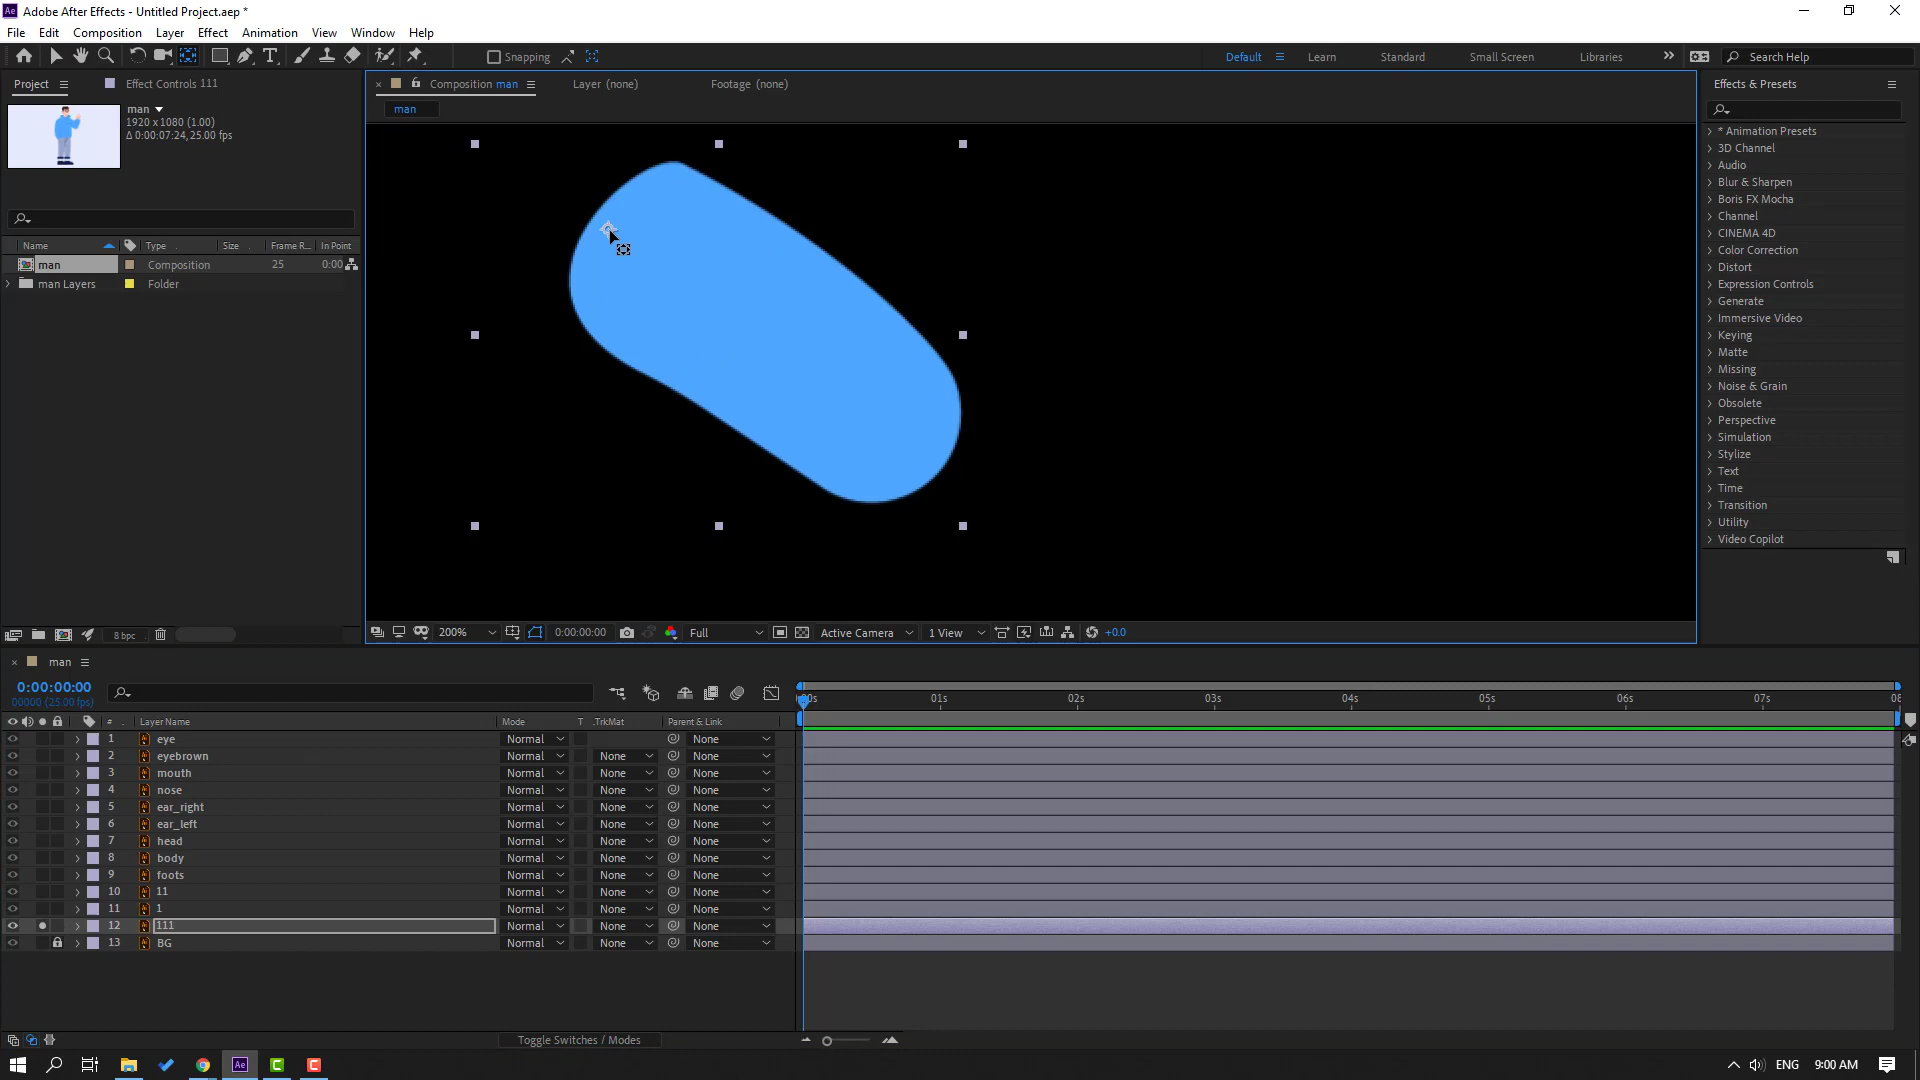 Adobe After Effects - Untitled Project.aep *
File Edit Composition Layer Effect Animation View Window Help
Snapping Default Learn Standard Small Screen Libraries Search Help
Project Effect Controls 111
man
1920 x 1080 (1.00)
Δ 0:00:07:24, 25.00 fps
Name Type Size Frame R... In Point
man Composition 25 0:00
man Layers Folder
8 bpc
Composition man Layer (none) Footage (none)
man
200% 0:00:00:00 Full Active Camera 1 View +0.0
Effects & Presets
* Animation Presets
3D Channel
Audio
Blur & Sharpen
Boris FX Mocha
Channel
CINEMA 4D
Color Correction
Distort
Expression Controls
Generate
Immersive Video
Keying
Matte
Missing
Noise & Grain
Obsolete
Perspective
Simulation
Stylize
Text
Time
Transition
Utility
Video Copilot
man
0:00:00:00
00000 (25.00 fps)
:00s 01s 02s 03s 04s 05s 06s 07s 08
# Layer Name Mode T .TrkMat Parent & Link
1 eye Normal None
2 eyebrown Normal None None
3 mouth Normal None None
4 nose Normal None None
5 ear_right Normal None None
6 ear_left Normal None None
7 head Normal None None
8 body Normal None None
9 foots Normal None None
10 11 Normal None None
11 1 Normal None None
12 111 Normal None None
13 BG Normal None None
Toggle Switches / Modes
ENG 9:00 AM